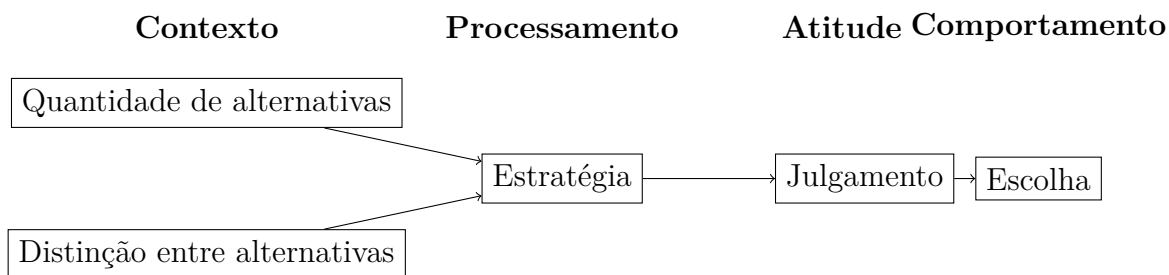 Contexto Processamento Atitude Comportamento
Quantidade de alternativas
Estratégia Julgamento Escolha
Distinção entre alternativas